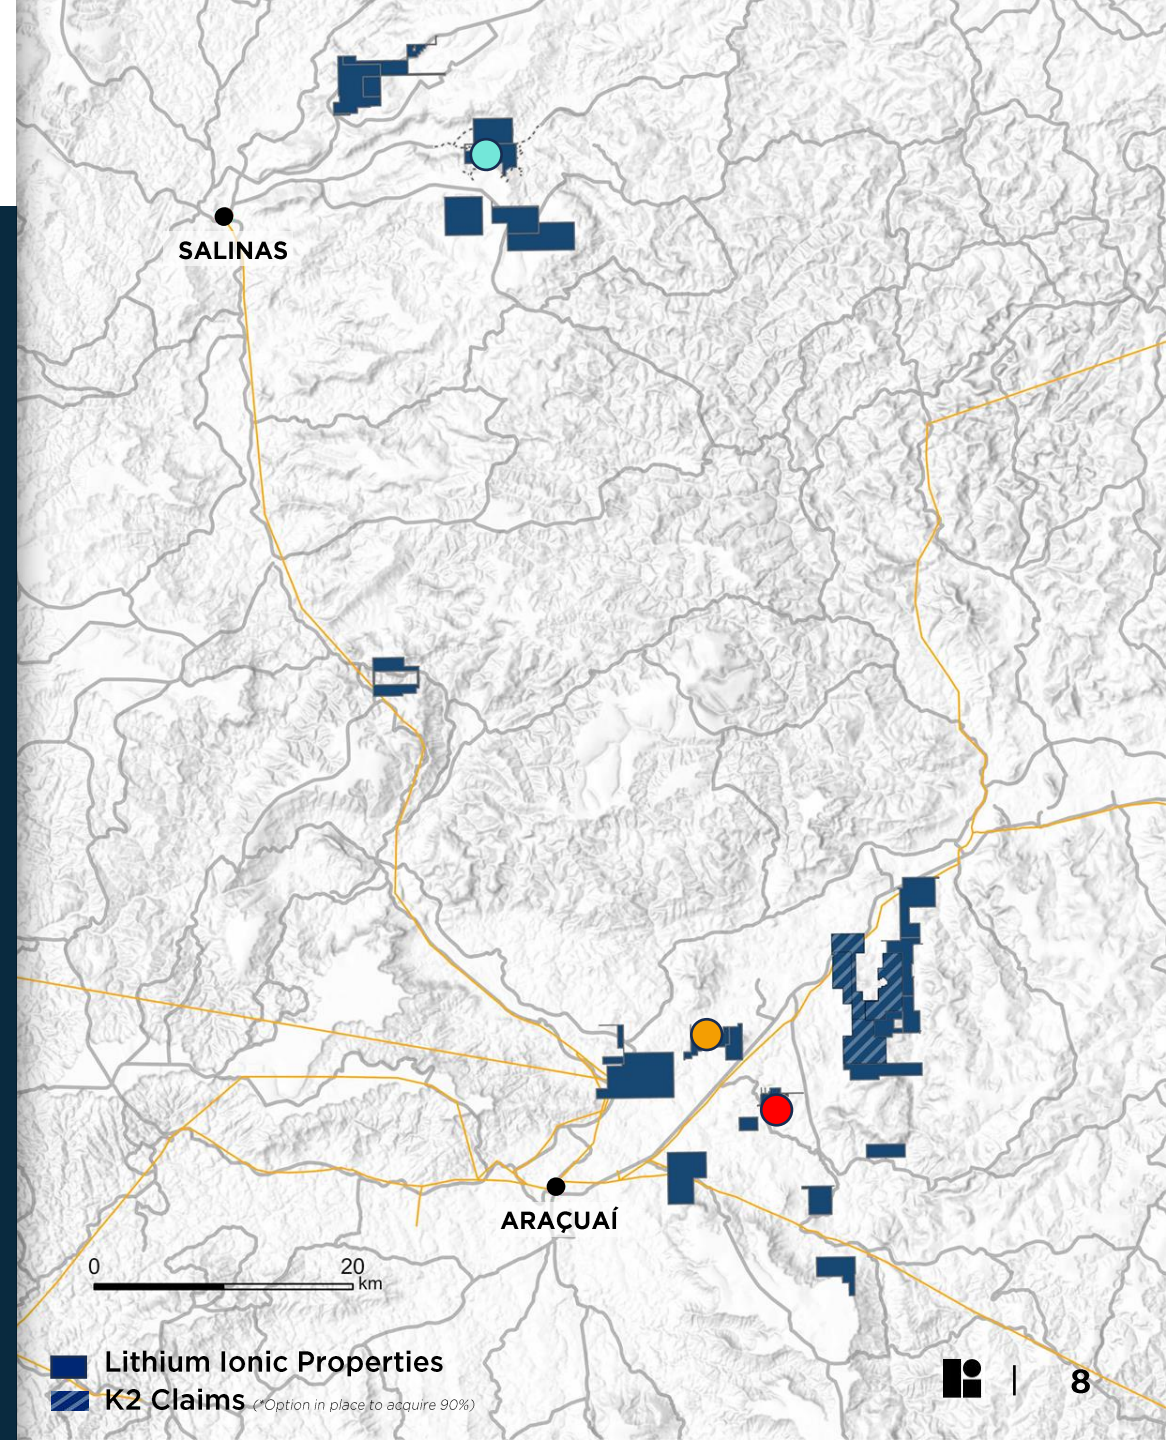 SALINAS
ARAÇUAÍ
0 20
km
Lithium Ionic Properties
K2 Claims (*Option in place to acquire 90%)
8